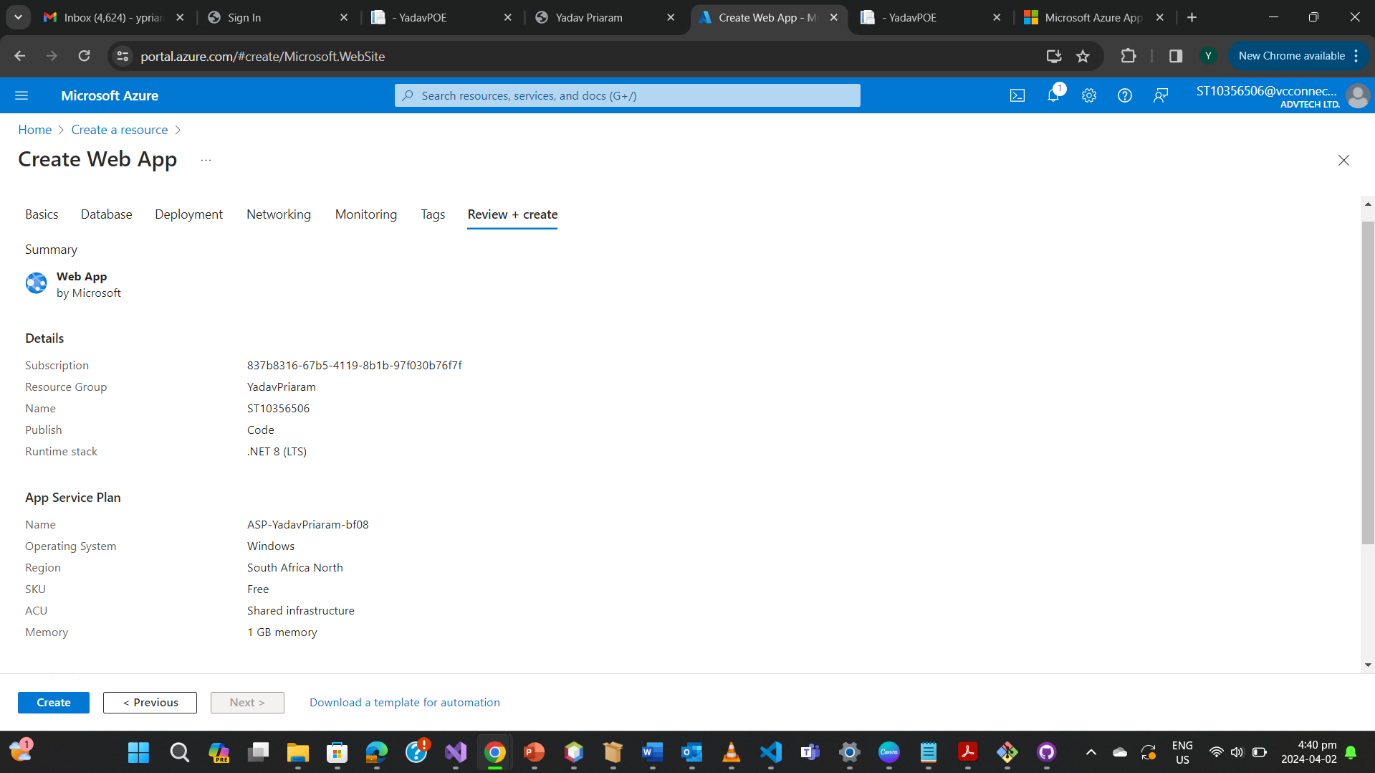 Inbox (4,624) - ypriar
Sign In
- YadavPOE
Yadav Priaram
Create Web App - M
- YadavPOE
Microsoft Azure App
portal.azure.com/#create/Microsoft.WebSite
Y
New Chrome available
Microsoft Azure
Search resources, services, and docs (G+/)
1
ST10356506@vcconnec...
ADVTECH LTD.
Home > Create a resource >
Create Web App ...
Basics Database Deployment Networking Monitoring Tags Review + create
Summary
Web App
by Microsoft
Details
Subscription 837b8316-67b5-4119-8b1b-97f030b76f7f
Resource Group YadavPriaram
Name ST10356506
Publish Code
Runtime stack .NET 8 (LTS)
App Service Plan
Name ASP-YadavPriaram-bf08
Operating System Windows
Region South Africa North
SKU Free
ACU Shared infrastructure
Memory 1 GB memory
Create
< Previous
Next >
Download a template for automation
1
PRE
ENG
US
4:40 pm
2024-04-02